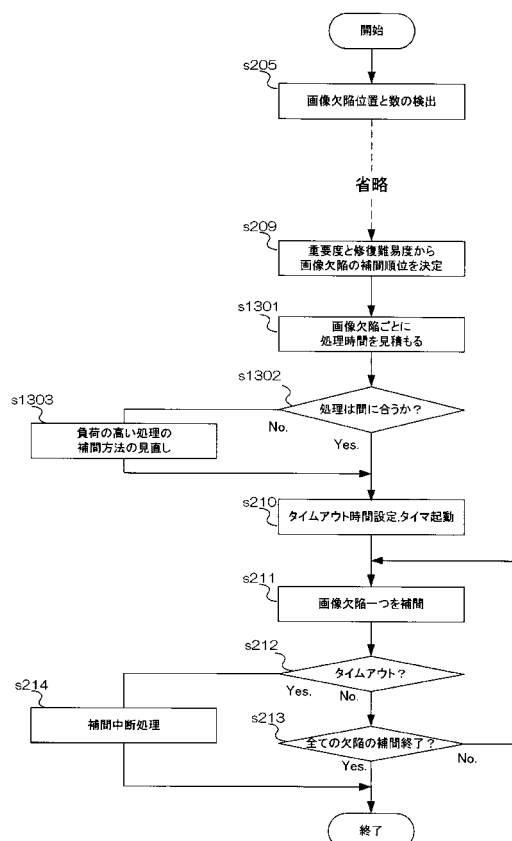 開始
s205
画像欠陥位置と数の検出
省略
s209
重要度と修復難易度から
画像欠陥の補間順位を決定
s1301
画像欠陥ごとに
処理時間を見積もる
s1302
処理は間に合うか?
s1303
No.
Yes.
負荷の高い処理の
補間方法の見直し
s210
タイムアウト時間設定,タイマ起動
s211
画像欠陥一つを補間
s212
タイムアウト?
s214
Yes.
No.
補間中断処理
s213
全ての欠陥の補間終了?
Yes.
No.
終了